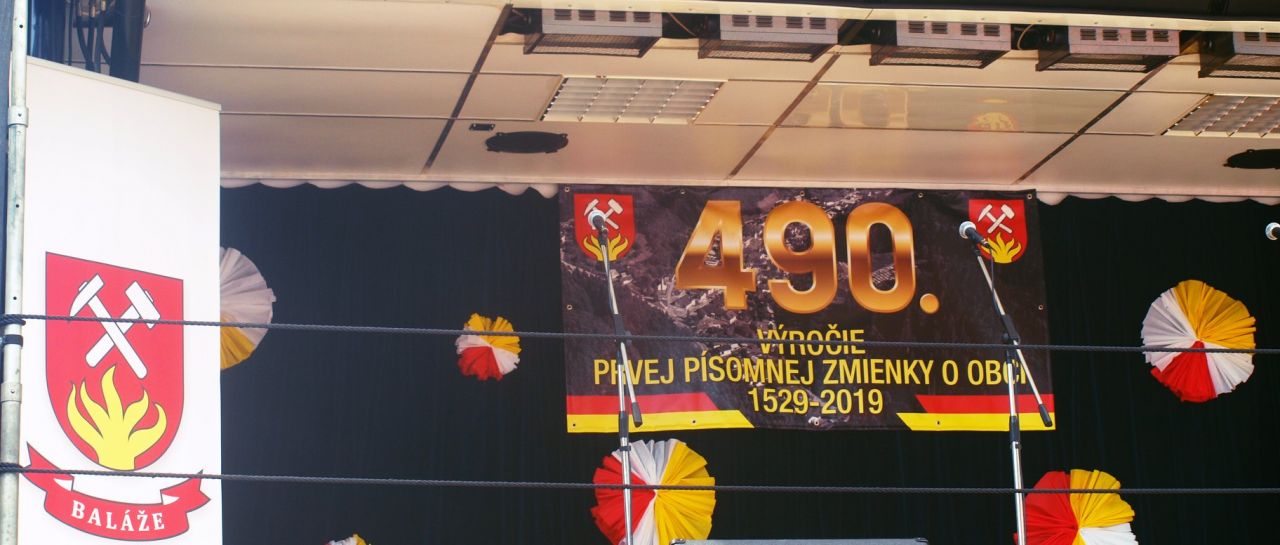 490.
VÝROČIE
PRVEJ PÍSOMNEJ ZMIENKY O OBCI
1529-2019
BALÁŽE